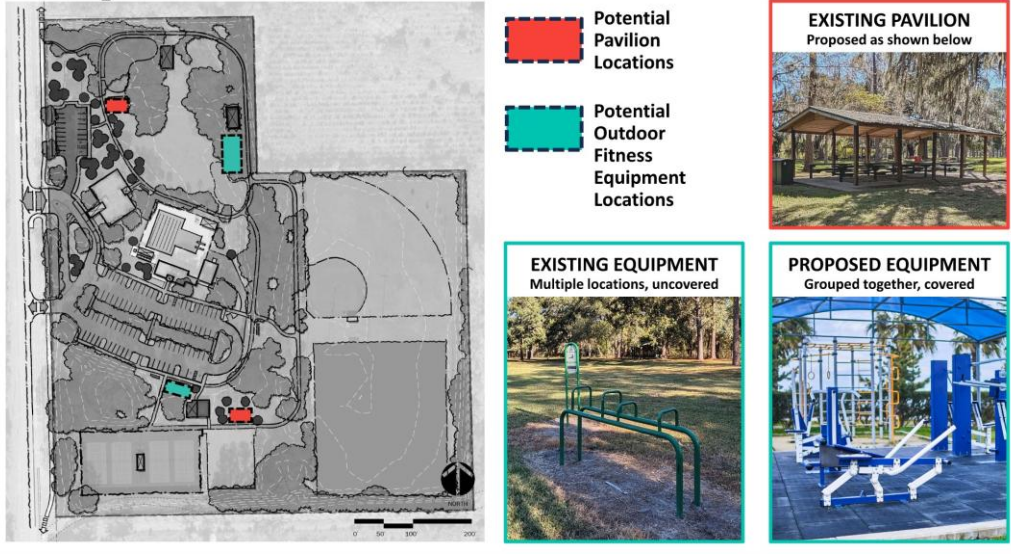 Potential
Pavilion
Locations
Potential
Outdoor
Fitness
Equipment
Locations
EXISTING PAVILION
Proposed as shown below
EXISTING EQUIPMENT
Multiple locations, uncovered
PROPOSED EQUIPMENT
Grouped together, covered
NORTH
0 50 100 200